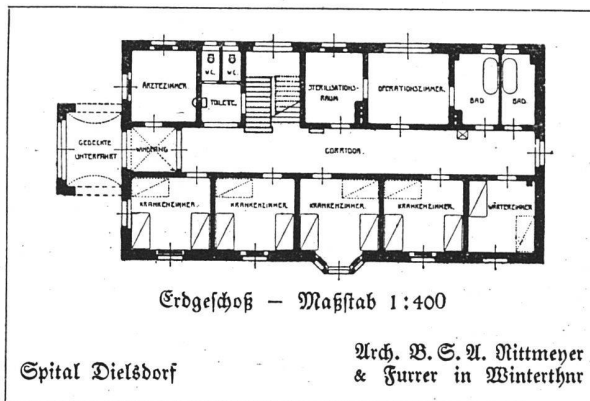 ÄRZTEZIMMER.
W.C.
W.C.
TOILETE.
STERILISATIONS-
RAUM
OPERATIONSZIMMER.
BAD
BAD.
GEDECKTE
UNTERFAHRT
WINDFANG
CORRIDOR.
KRANKENZIMMER.
KRANKENZIMMER.
KRANKENZIMMER.
KRANKENZIMMER.
WÄRTERZIMMER
Erdgeschoß — Maßstab 1:400
Spital Dielsdorf
Arch. B. S. A. Rittmeyer
& Furrer in Winterthnr